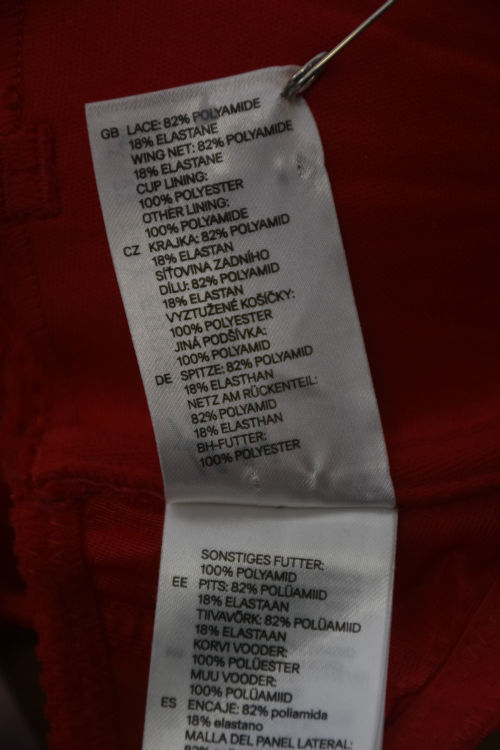 GB LACE: 82% POLYAMIDE
18% ELASTANE
WING NET: 82% POLYAMIDE
18% ELASTANE
CUP LINING:
100% POLYESTER
OTHER LINING:
100% POLYAMIDE
CZ KRAJKA: 82% POLYAMID
18% ELASTAN
SÍŤOVINA ZADNÍHO
DÍLU: 82% POLYAMID
18% ELASTAN
VYZTUŽENÉ KOŠÍČKY:
100% POLYESTER
JINÁ PODŠÍVKA:
100% POLYAMID
DE SPITZE: 82% POLYAMID
18% ELASTHAN
NETZ AM RÜCKENTEIL:
82% POLYAMID
18% ELASTHAN
BH-FUTTER:
100% POLYESTER
SONSTIGES FUTTER:
100% POLYAMID
EE PITS: 82% POLÜAMIID
18% ELASTAAN
TIIVAVÕRK: 82% POLÜAMIID
18% ELASTAAN
KORVI VOODER:
100% POLÜESTER
MUU VOODER:
100% POLÜAMIID
ES ENCAJE: 82% poliamida
18% elastano
MALLA DEL PANEL LATERAL: